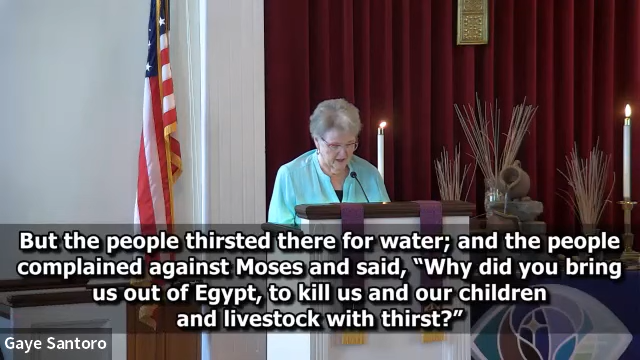 But the people thirsted there for water; and the people
complained against Moses and said, “Why did you bring
us out of Egypt, to kill us and our children
and livestock with thirst?”
Gaye Santoro